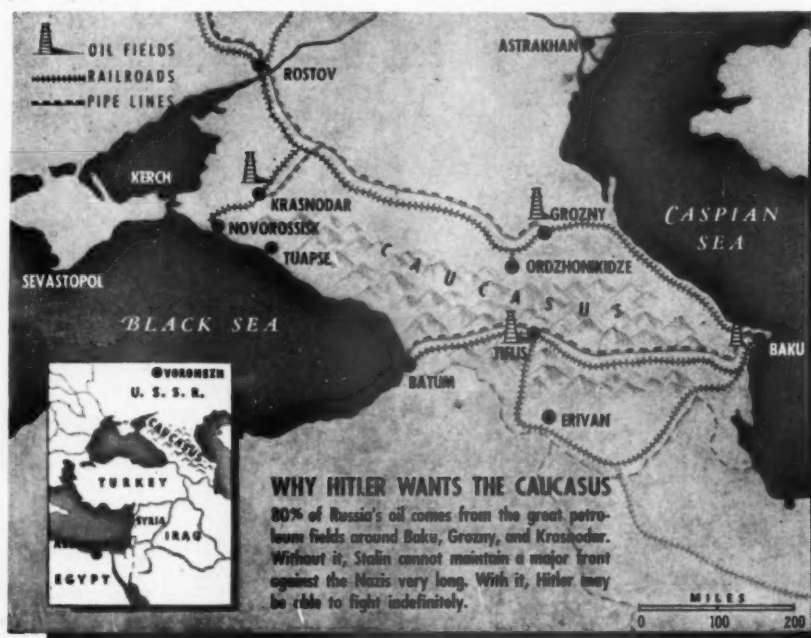 OIL FIELDS
RAILROADS
PIPE LINES
ROSTOV
ASTRAKHAN
KERCH
KRASNODAR
NOVOROSSISK
TUAPSE
SEVASTOPOL
GROZNY
ORDZHONIKIDZE
CASPIAN
SEA
CAUCASUS
BLACK SEA
TIFLIS
BAKU
BATUM
ERIVAN
VORONEZH
U. S. S. R.
CAUCASUS
TURKEY
SYRIA
IRAQ
EGYPT
WHY HITLER WANTS THE CAUCASUS
80% of Russia's oil comes from the great petro-
leum fields around Baku, Grozny, and Krasnodar.
Without it, Stalin cannot maintain a major front
against the Nazis very long. With it, Hitler may
be able to fight indefinitely.
MILES
0 100 200